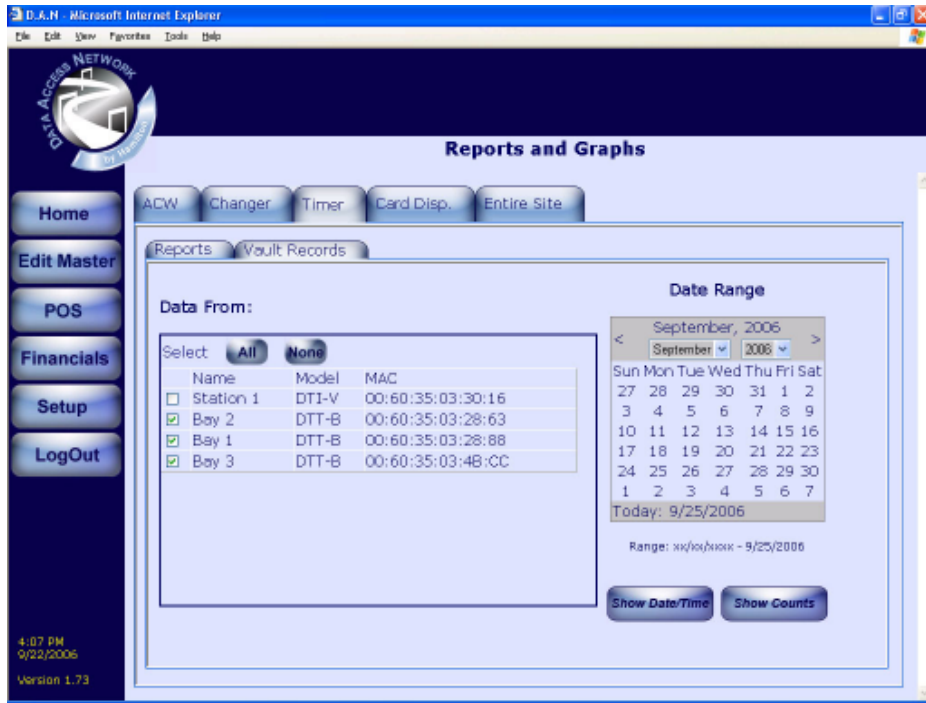 D.A.N - Microsoft Internet Explorer
File Edit View Favorites Tools Help
DATA ACCESS NETWORK
by Hamilton
Reports and Graphs
Home
Edit Master
POS
Financials
Setup
LogOut
4:07 PM
9/22/2006
Version 1.73
ACW Changer Timer Card Disp. Entire Site
Reports Vault Records
Data From:
Select All None
Name Model MAC
Station 1 DTI-V 00:60:35:03:30:16
Bay 2 DTT-B 00:60:35:03:28:63
Bay 1 DTT-B 00:60:35:03:28:88
Bay 3 DTT-B 00:60:35:03:4B:CC
Date Range
< September, 2006 >
September 2006
Sun Mon Tue Wed Thu Fri Sat
27 28 29 30 31 1 2
3 4 5 6 7 8 9
10 11 12 13 14 15 16
17 18 19 20 21 22 23
24 25 26 27 28 29 30
1 2 3 4 5 6 7
Today: 9/25/2006
Range: xx/xx/xxxx - 9/25/2006
Show Date/Time Show Counts